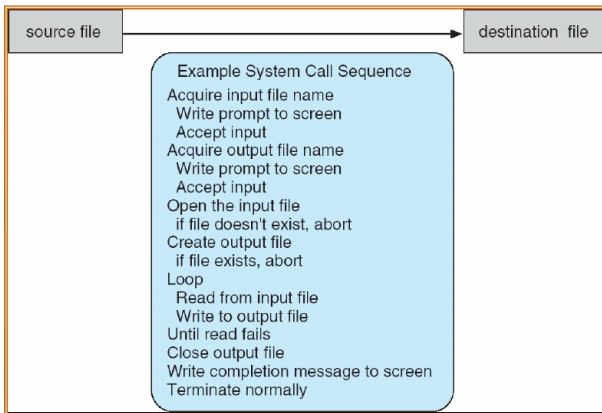 source file
destination file
Example System Call Sequence
Acquire input file name
Write prompt to screen
Accept input
Acquire output file name
Write prompt to screen
Accept input
Open the input file
if file doesn't exist, abort
Create output file
if file exists, abort
Loop
Read from input file
Write to output file
Until read fails
Close output file
Write completion message to screen
Terminate normally